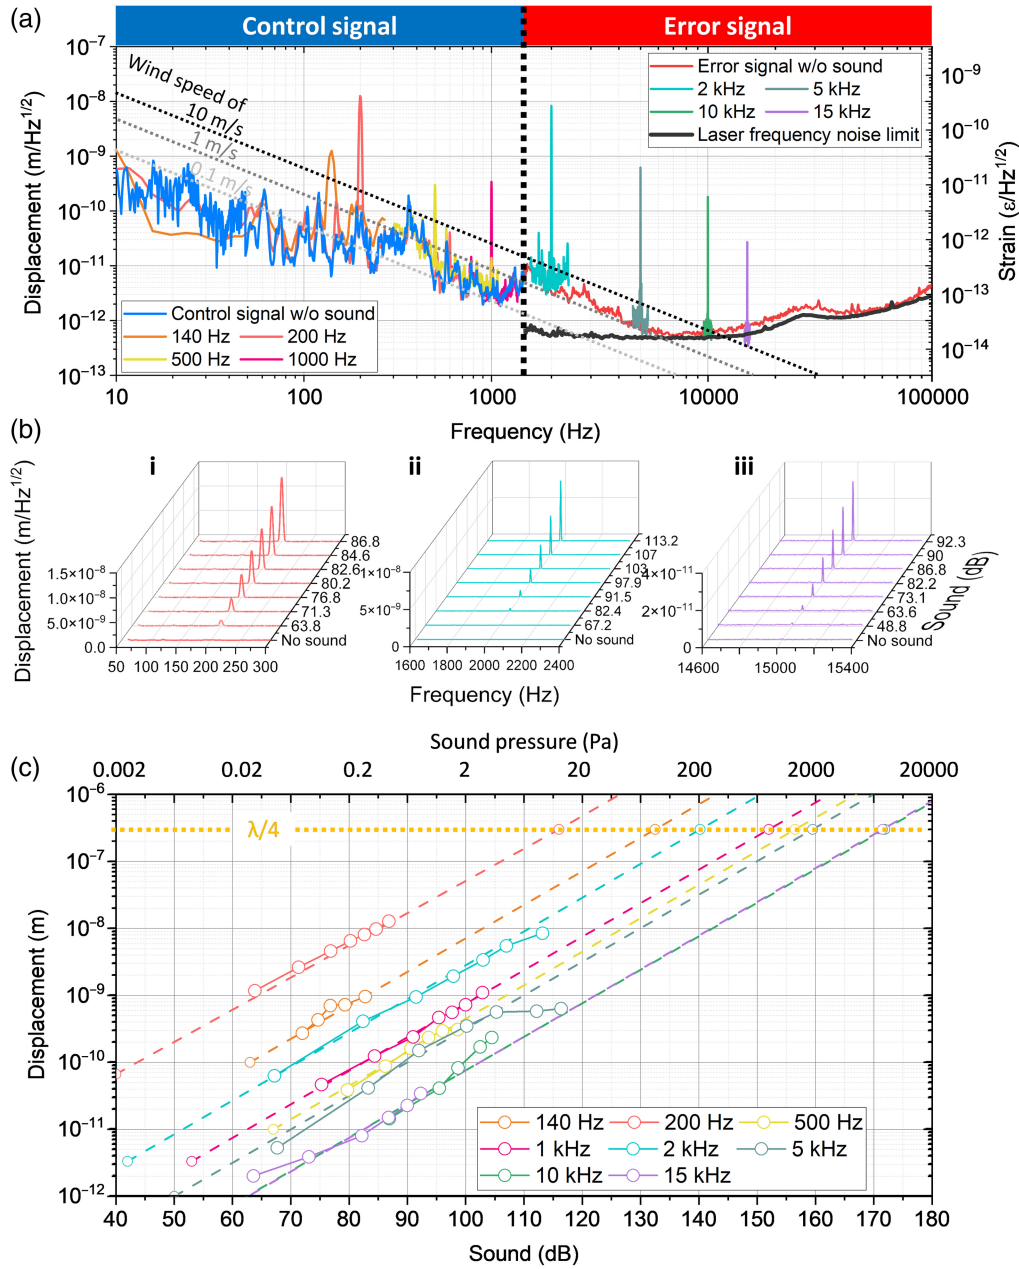 (a)
Control signal
Error signal
10⁻⁷
10⁻⁸
10⁻⁹
10⁻¹⁰
10⁻¹¹
10⁻¹²
10⁻¹³
Displacement (m/Hz^1/2)
Wind speed of
10 m/s
1 m/s
0.1 m/s
Error signal w/o sound
2 kHz
5 kHz
10 kHz
15 kHz
Laser frequency noise limit
Control signal w/o sound
140 Hz
200 Hz
500 Hz
1000 Hz
10⁻⁹
10⁻¹⁰
10⁻¹¹
10⁻¹²
10⁻¹³
10⁻¹⁴
Strain (ε/Hz^1/2)
10 100 1000 10000 100000
Frequency (Hz)
(b)
i
ii
iii
Displacement (m/Hz^1/2)
1.5×10⁻⁸
1.0×10⁻⁸
5.0×10⁻⁹
0.0
50 100 150 200 250 300
86.8
84.6
82.6
80.2
76.8
71.3
63.8
No sound
1×10⁻⁸
5×10⁻⁹
0
1600 1800 2000 2200 2400
113.2
107
103
97.9
91.5
82.4
67.2
No sound
4×10⁻¹¹
2×10⁻¹¹
0
14600 15000 15400
92.3
90
86.8
82.2
73.1
63.6
48.8
No sound
Sound (dB)
Frequency (Hz)
Sound pressure (Pa)
(c)
0.002 0.02 0.2 2 20 200 2000 20000
10⁻⁶
10⁻⁷
10⁻⁸
10⁻⁹
10⁻¹⁰
10⁻¹¹
10⁻¹²
Displacement (m)
λ/4
140 Hz
200 Hz
500 Hz
1 kHz
2 kHz
5 kHz
10 kHz
15 kHz
40 50 60 70 80 90 100 110 120 130 140 150 160 170 180
Sound (dB)